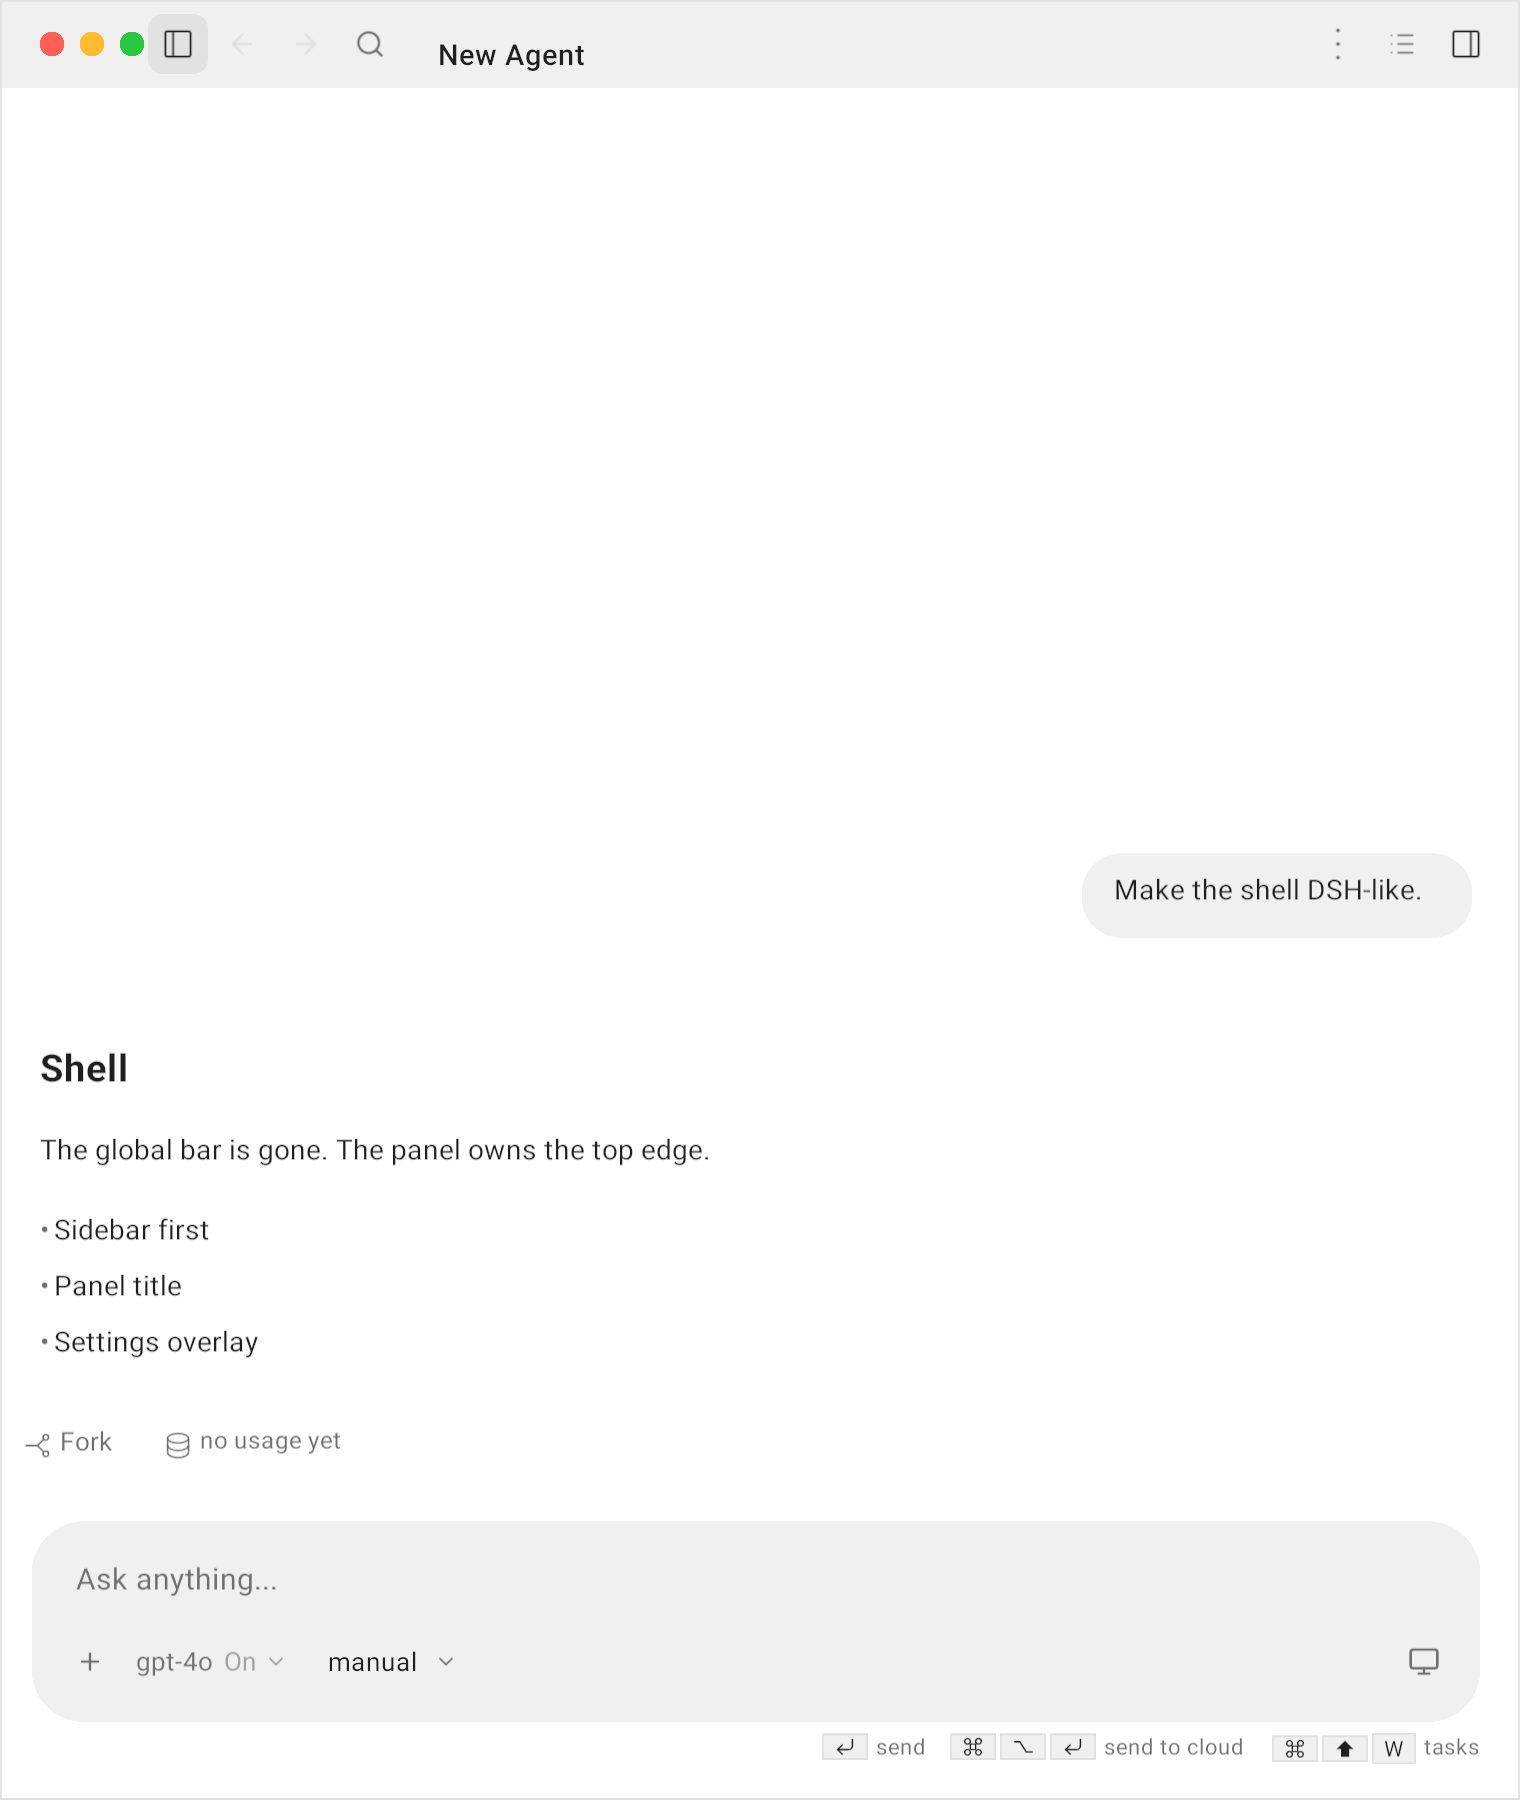 New Agent
Make the shell DSH-like.
Shell
The global bar is gone. The panel owns the top edge.
• Sidebar first
• Panel title
• Settings overlay
Fork no usage yet
Ask anything...
gpt-4o On manual
send ⌘ ⌥ send to cloud ⌘ W tasks